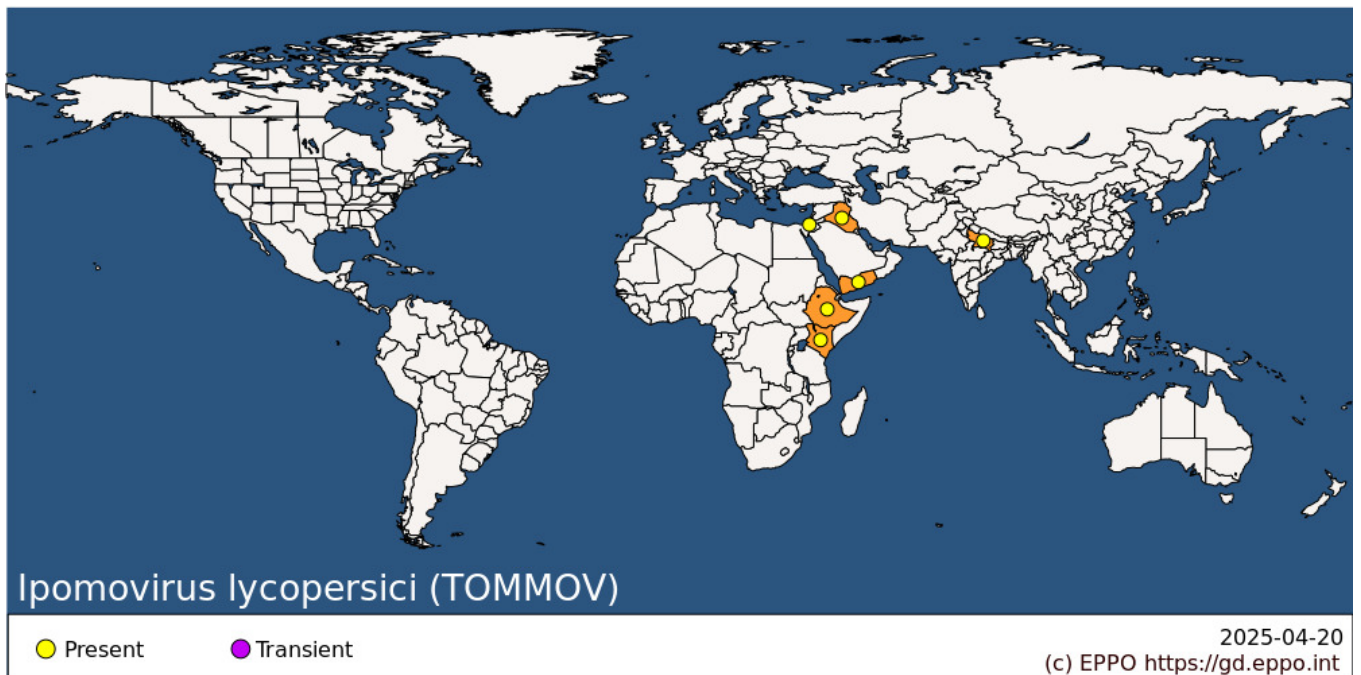 Ipomovirus lycopersici (TOMMOV)
Present
Transient
2025-04-20
(c) EPPO https://gd.eppo.int